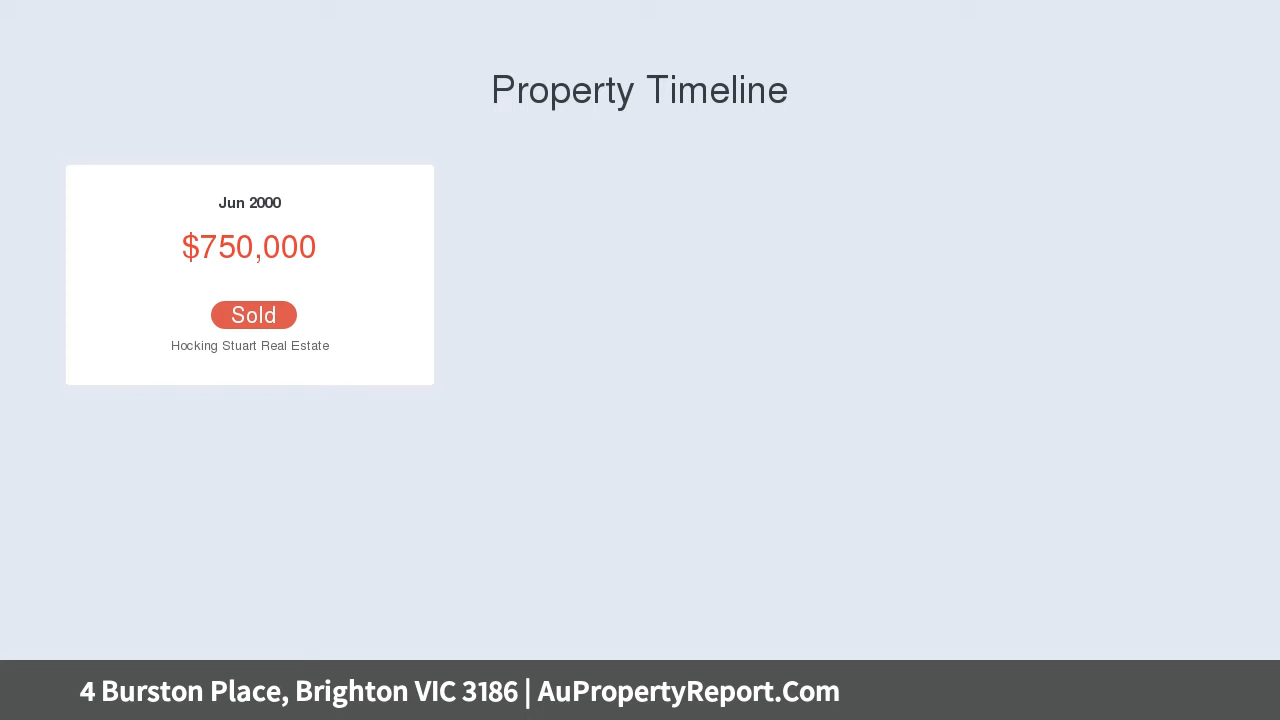 Property Timeline
Jun 2000
$750,000
Sold
Hocking Stuart Real Estate
4 Burston Place, Brighton VIC 3186 | AuPropertyReport.Com